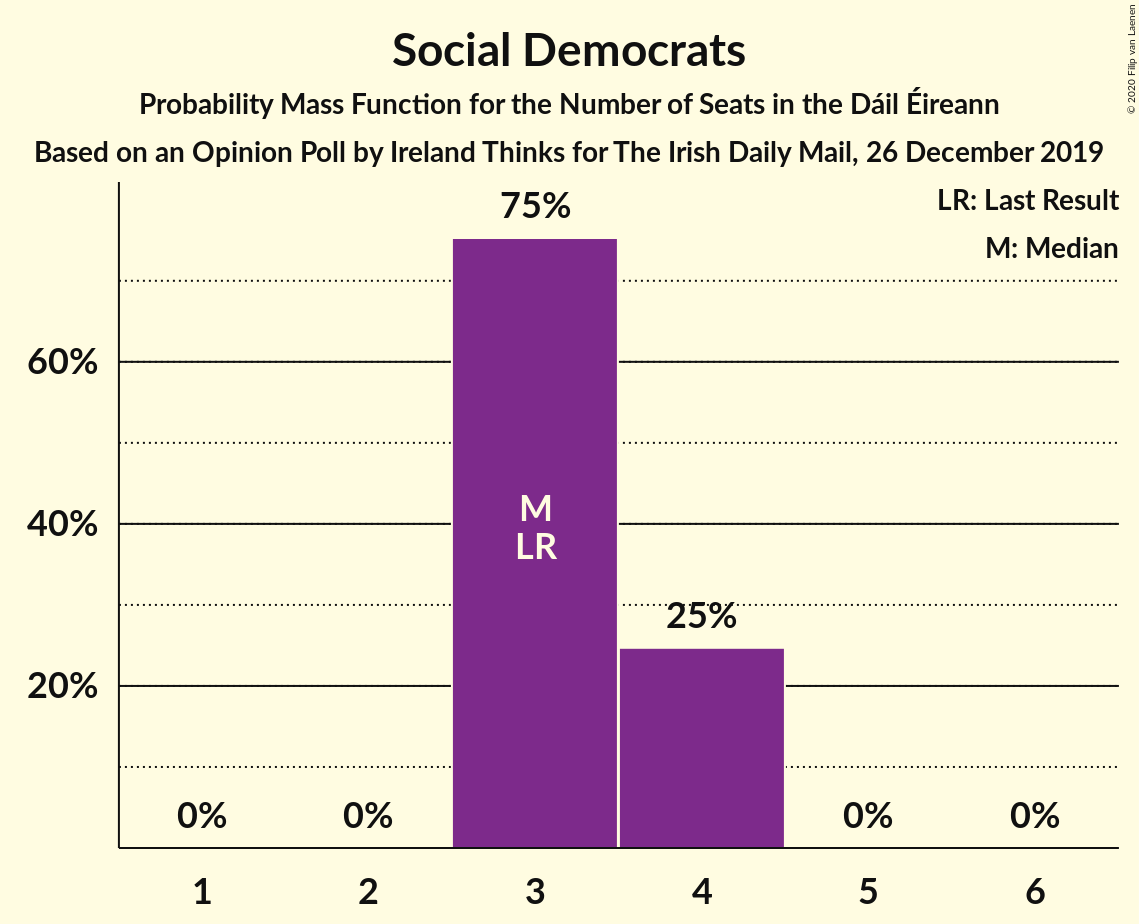 Social Democrats
Probability Mass Function for the Number of Seats in the Dáil Éireann
Based on an Opinion Poll by Ireland Thinks for The Irish Daily Mail, 26 December 2019
© 2020 Filip van Laenen
LR: Last Result
M: Median
75%
60%
40%
20%
M
LR
25%
0%
0%
0%
0%
1
2
3
4
5
6